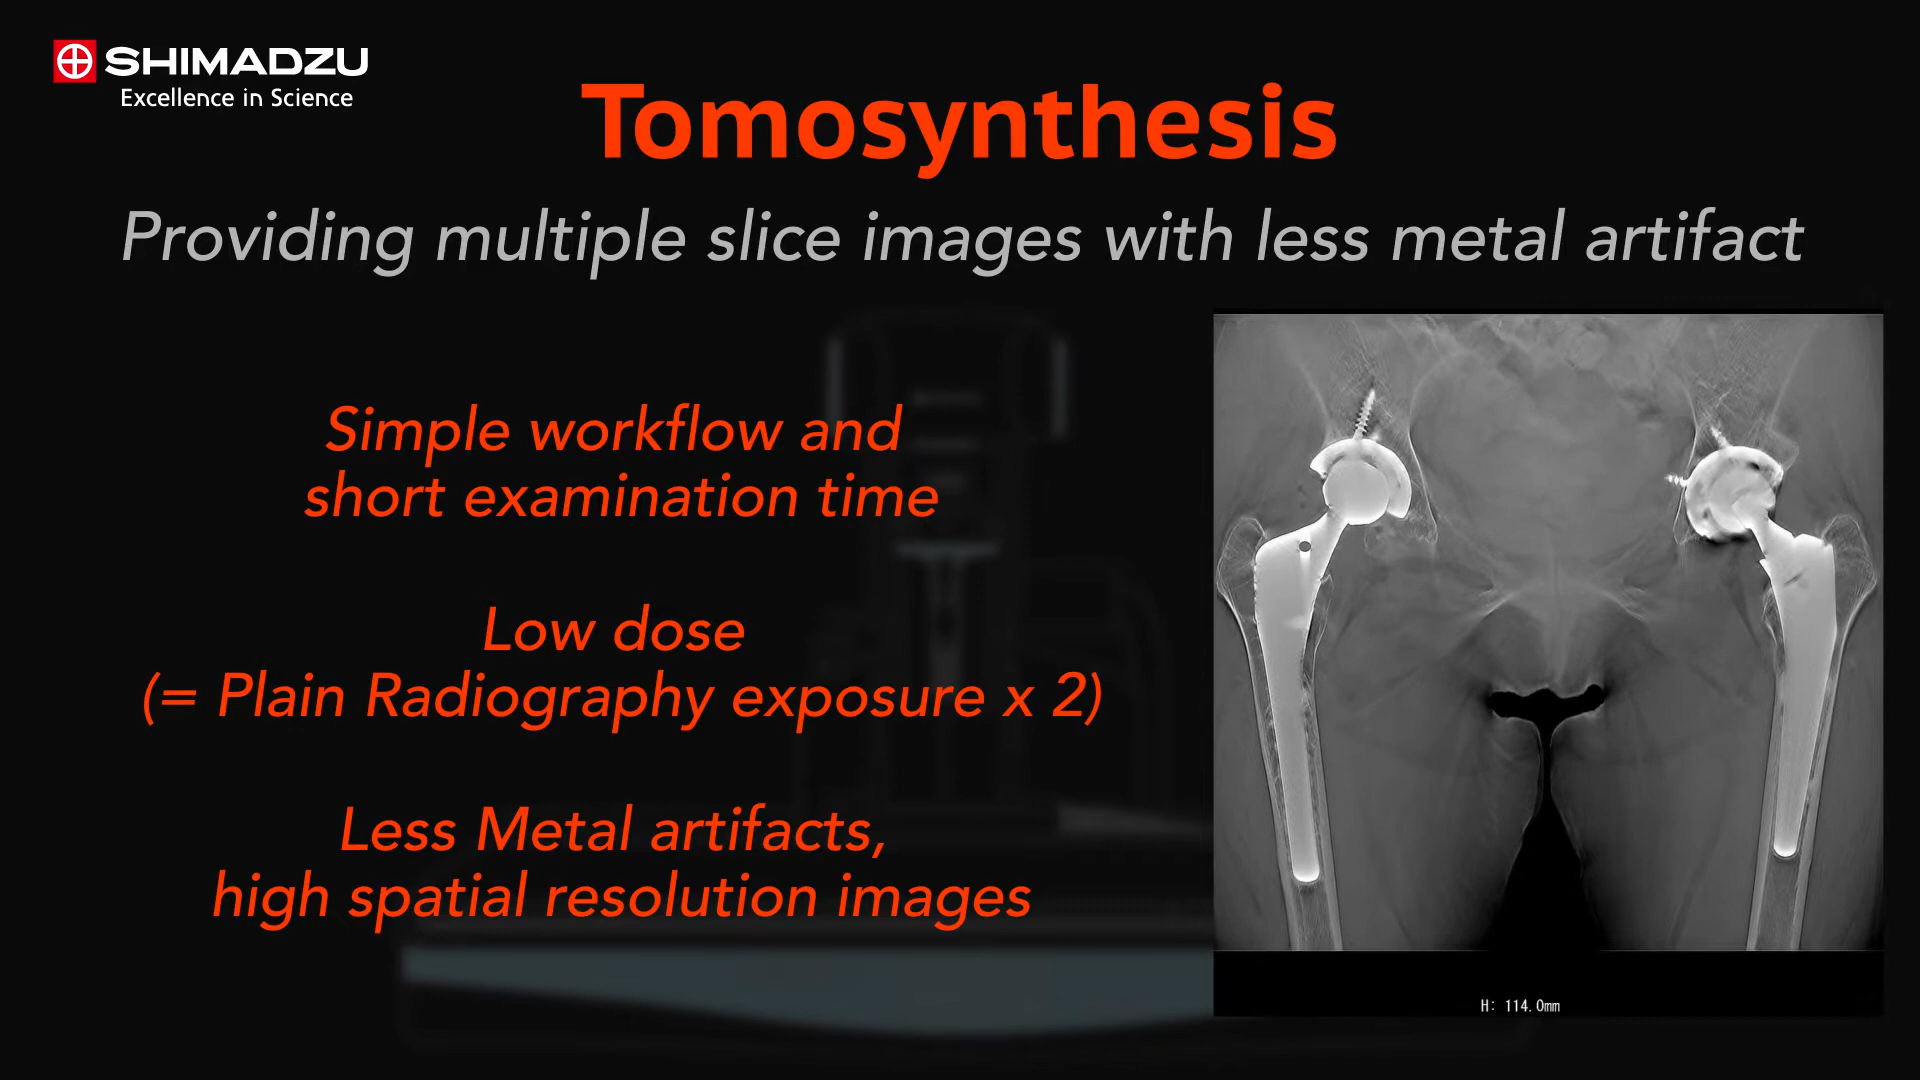 SHIMADZU
Excellence in Science
Tomosynthesis
Providing multiple slice images with less metal artifact
Simple workflow and
short examination time
Low dose
(= Plain Radiography exposure x 2)
Less Metal artifacts,
high spatial resolution images
H: 114.0mm